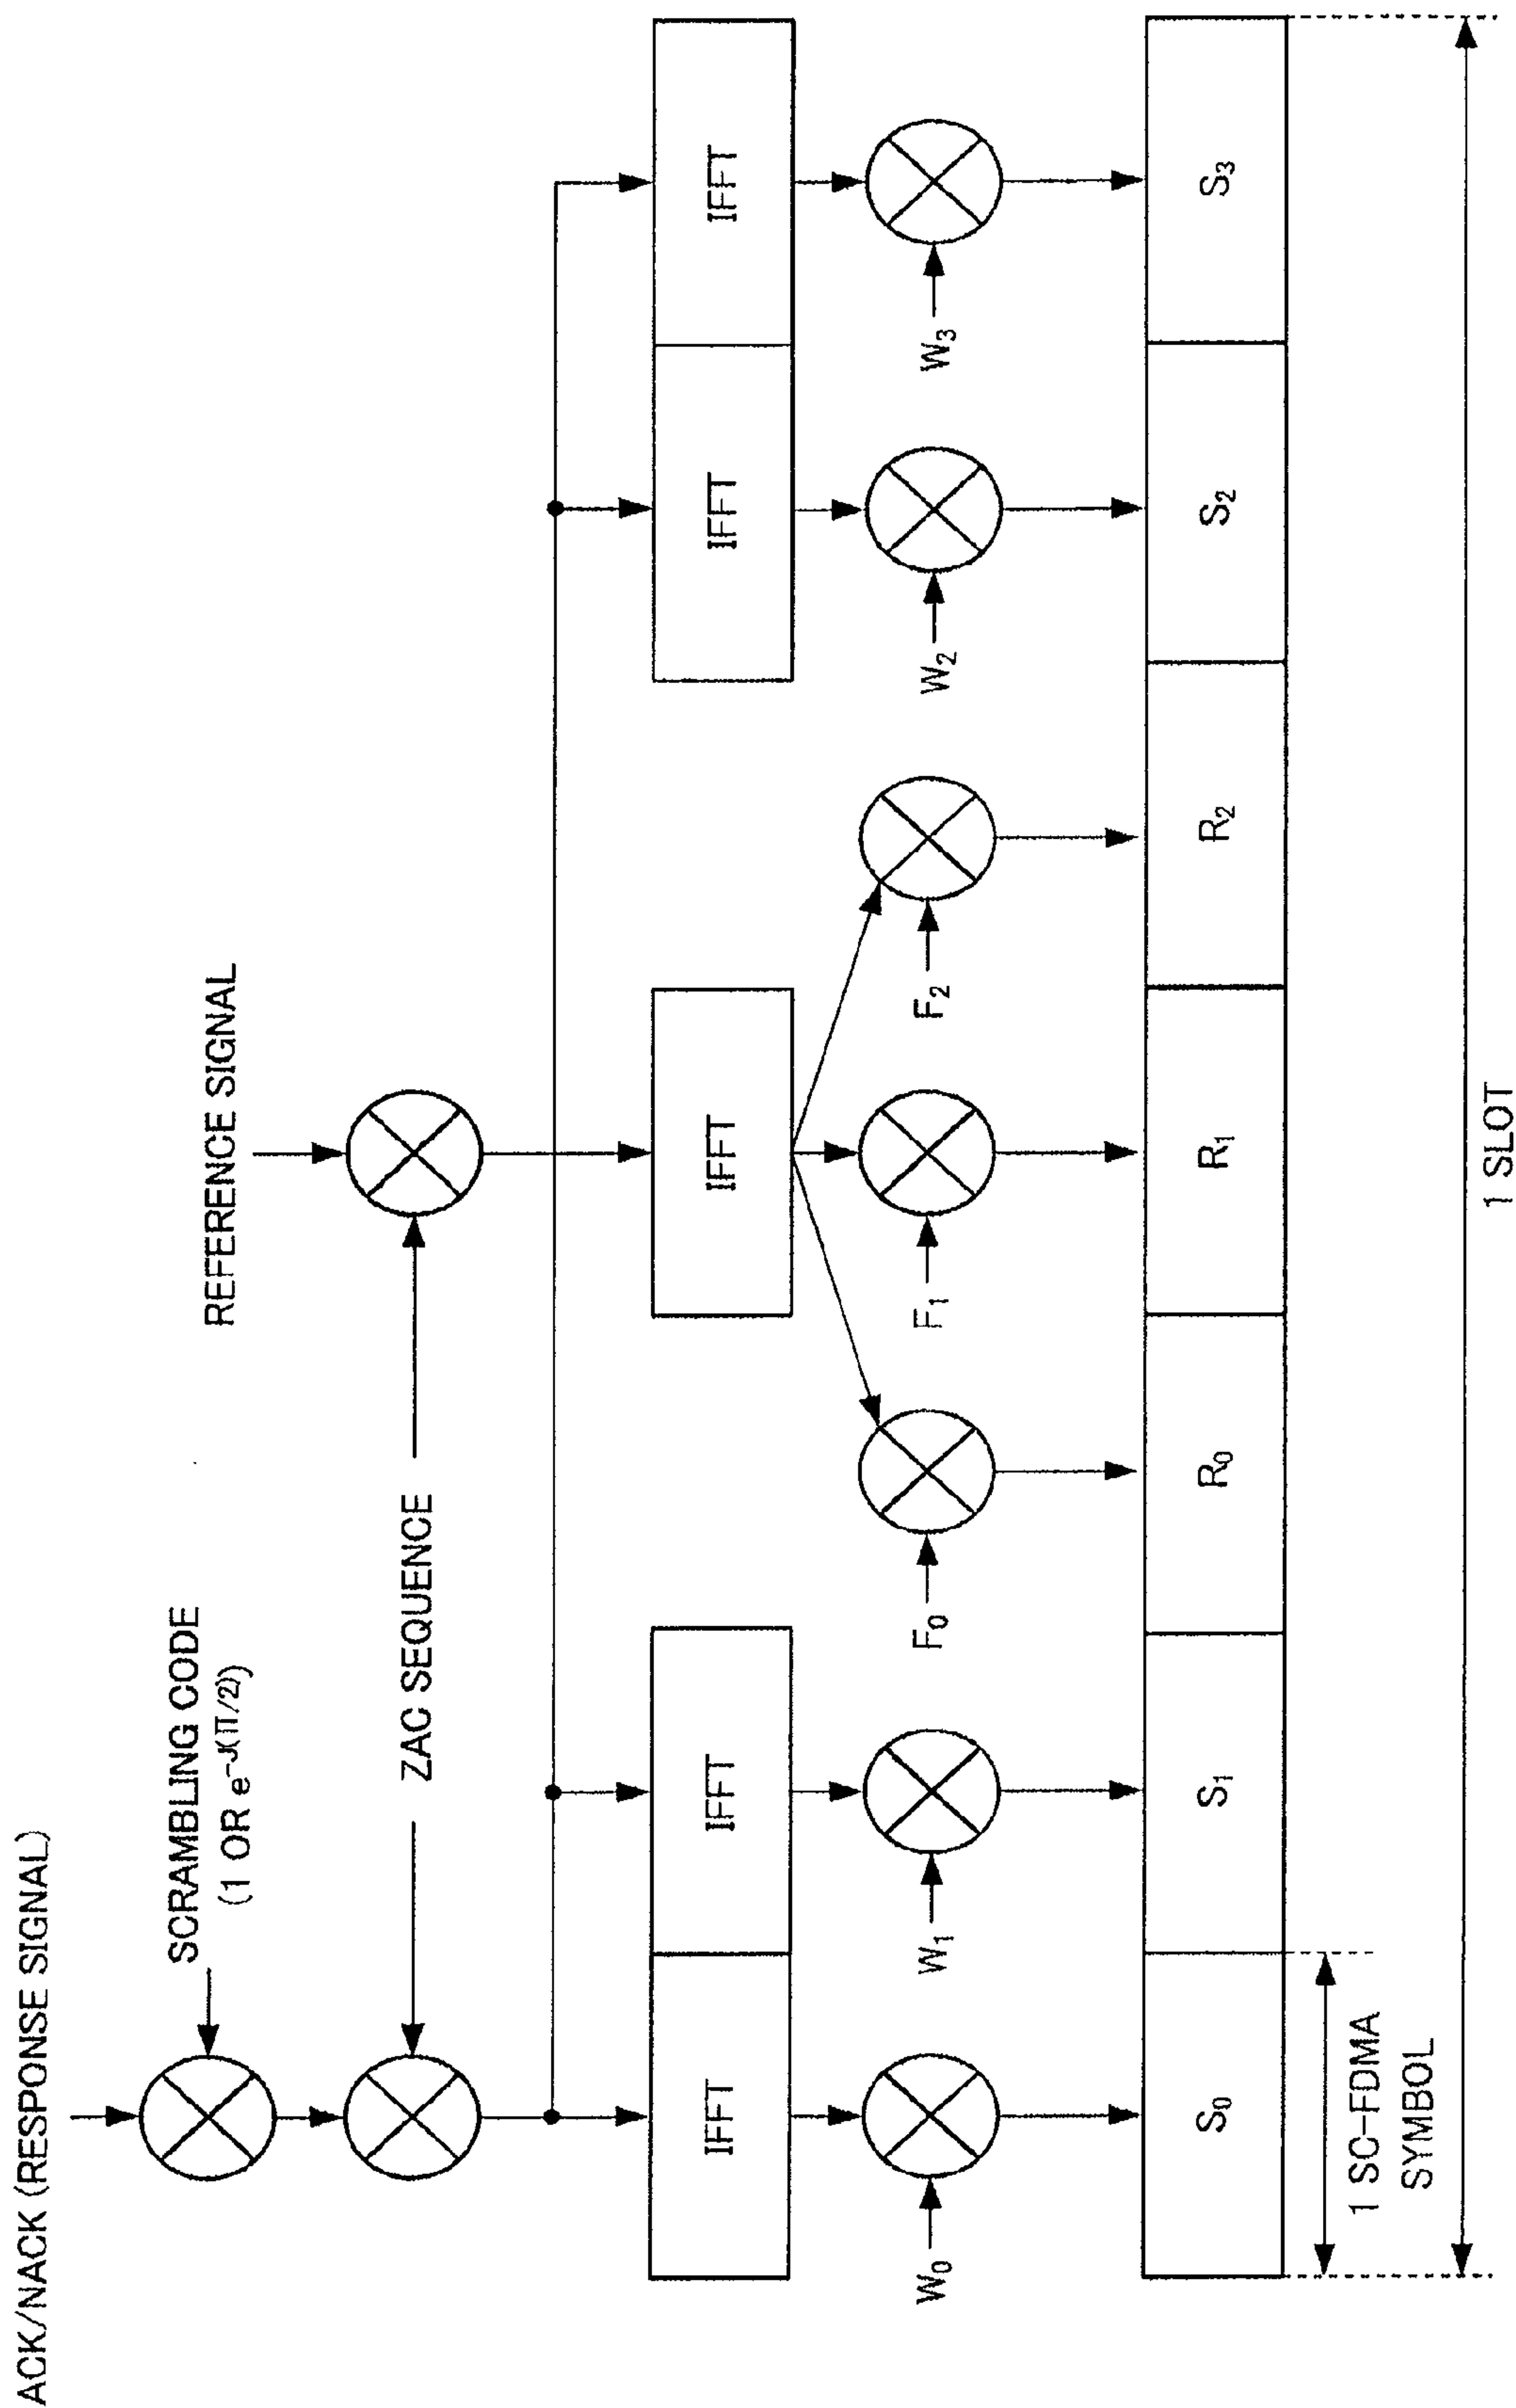 ACK/NACK (RESPONSE SIGNAL)
SCRAMBLING CODE
(1 OR e^-J(Π/2))
REFERENCE SIGNAL
ZAC SEQUENCE
IFFT
IFFT
IFFT
IFFT
IFFT
W0
W1
F0
F1
F2
W2
W3
S0
S1
R0
R1
R2
S2
S3
1 SC-FDMA
SYMBOL
1 SLOT